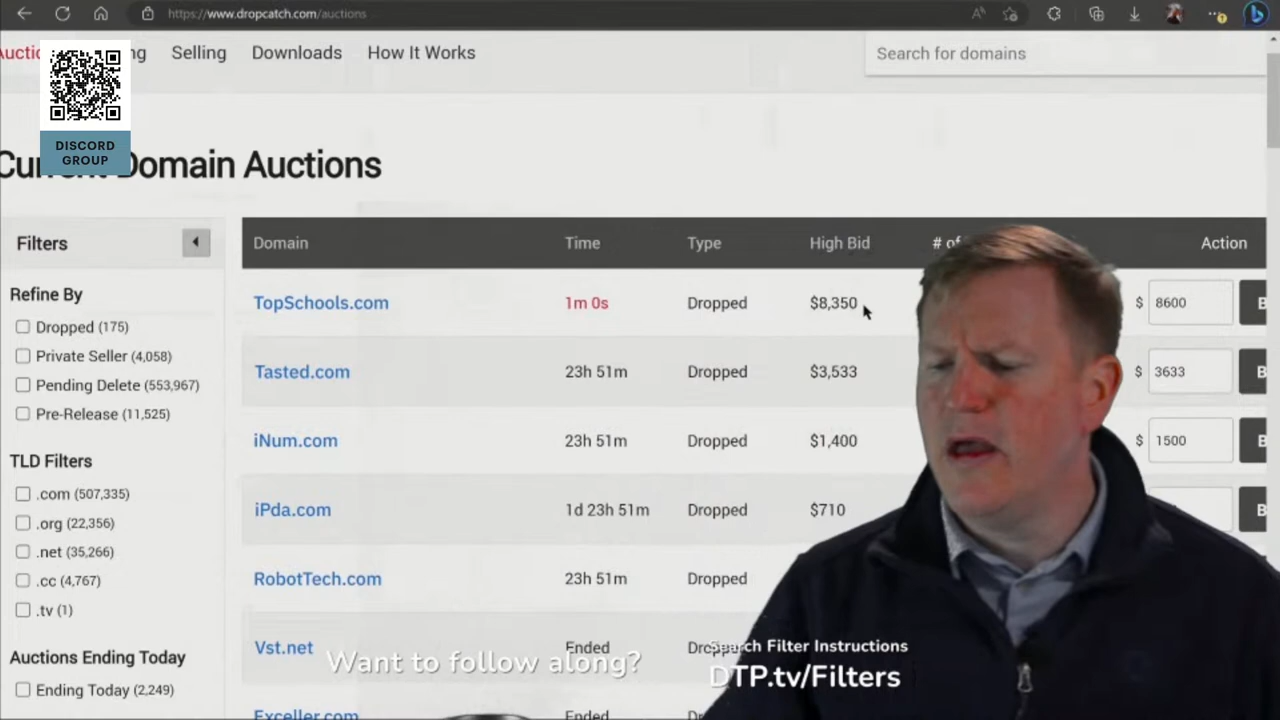 https://www.dropcatch.com/auctions
Selling
Downloads
How It Works
Search for domains
DISCORD
GROUP
Domain Auctions
Filters
Domain
Time
Type
High Bid
# of
Action
Refine By
Dropped (175)
Private Seller (4,058)
Pending Delete (553,967)
Pre-Release (11,525)
TLD Filters
.com (507,335)
.org (22,356)
.net (35,266)
.cc (4,767)
.tv (1)
Auctions Ending Today
Ending Today (2,249)
TopSchools.com 1m 0s Dropped $8,350 $ 8600 B
Tasted.com 23h 51m Dropped $3,533 $ 3633 B
iNum.com 23h 51m Dropped $1,400 $ 1500 B
iPda.com 1d 23h 51m Dropped $710 B
RobotTech.com 23h 51m Dropped
Vst.net Ended
Exceller.com Ended
Want to follow along?
Search Filter Instructions
DTP.tv/Filters